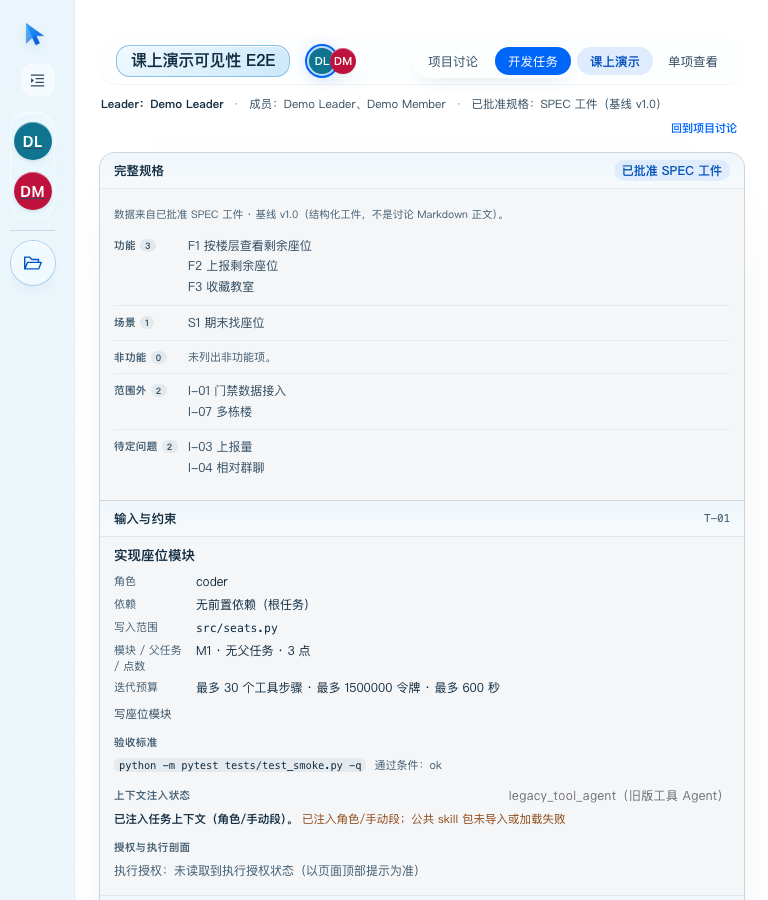 课上演示可见性 E2E
DL
DM
项目讨论
开发任务
课上演示
单项查看
DL
DM
Leader: Demo Leader · 成员: Demo Leader、Demo Member · 已批准规格: SPEC 工件（基线 v1.0）
回到项目讨论
完整规格
已批准 SPEC 工件
数据来自已批准 SPEC 工件 · 基线 v1.0（结构化工件，不是讨论 Markdown 正文）。
功能 3
F1 按楼层查看剩余座位
F2 上报剩余座位
F3 收藏教室
场景 1
S1 期末找座位
非功能 0
未列出非功能项。
范围外 2
I-01 门禁数据接入
I-07 多栋楼
待定问题 2
I-03 上报量
I-04 相对群聊
输入与约束
T-01
实现座位模块
角色 coder
依赖 无前置依赖（根任务）
写入范围 src/seats.py
模块 / 父任务 / 点数 M1 · 无父任务 · 3 点
迭代预算 最多 30 个工具步骤 · 最多 1500000 令牌 · 最多 600 秒
写座位模块
验收标准
python -m pytest tests/test_smoke.py -q 通过条件: ok
上下文注入状态
legacy_tool_agent（旧版工具 Agent）
已注入任务上下文（角色/手动段）。 已注入角色/手动段; 公共 skill 包未导入或加载失败
授权与执行剖面
执行授权: 未读取到执行授权状态（以页面顶部提示为准）